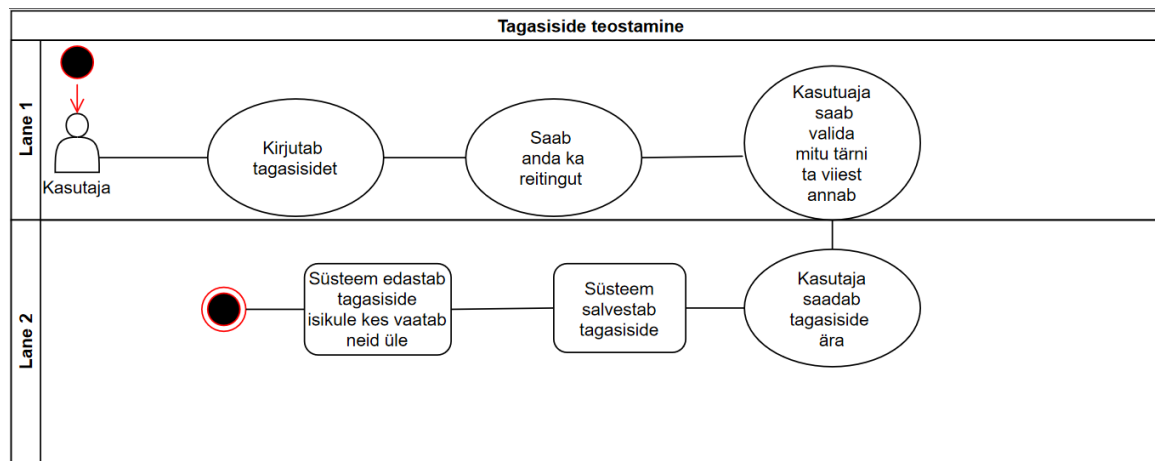 Tagasiside teostamine
Lane 1
Kasutaja
Kirjutab
tagasisidet
Saab
anda ka
reitingut
Kasutuaja
saab
valida
mitu tärni
ta viiest
annab
Lane 2
Süsteem edastab
tagasiside
isikule kes vaatab
neid üle
Süsteem
salvestab
tagasiside
Kasutaja
saadab
tagasiside
ära